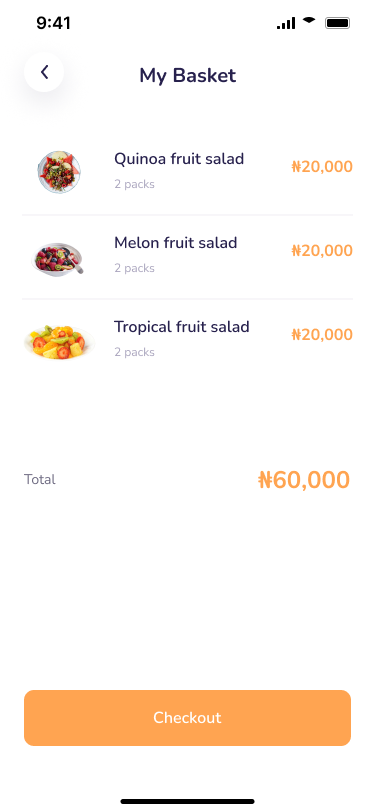 9:41
My Basket
Quinoa fruit salad
₦20,000
2 packs
Melon fruit salad
₦20,000
2 packs
Tropical fruit salad
₦20,000
2 packs
Total
₦60,000
Checkout